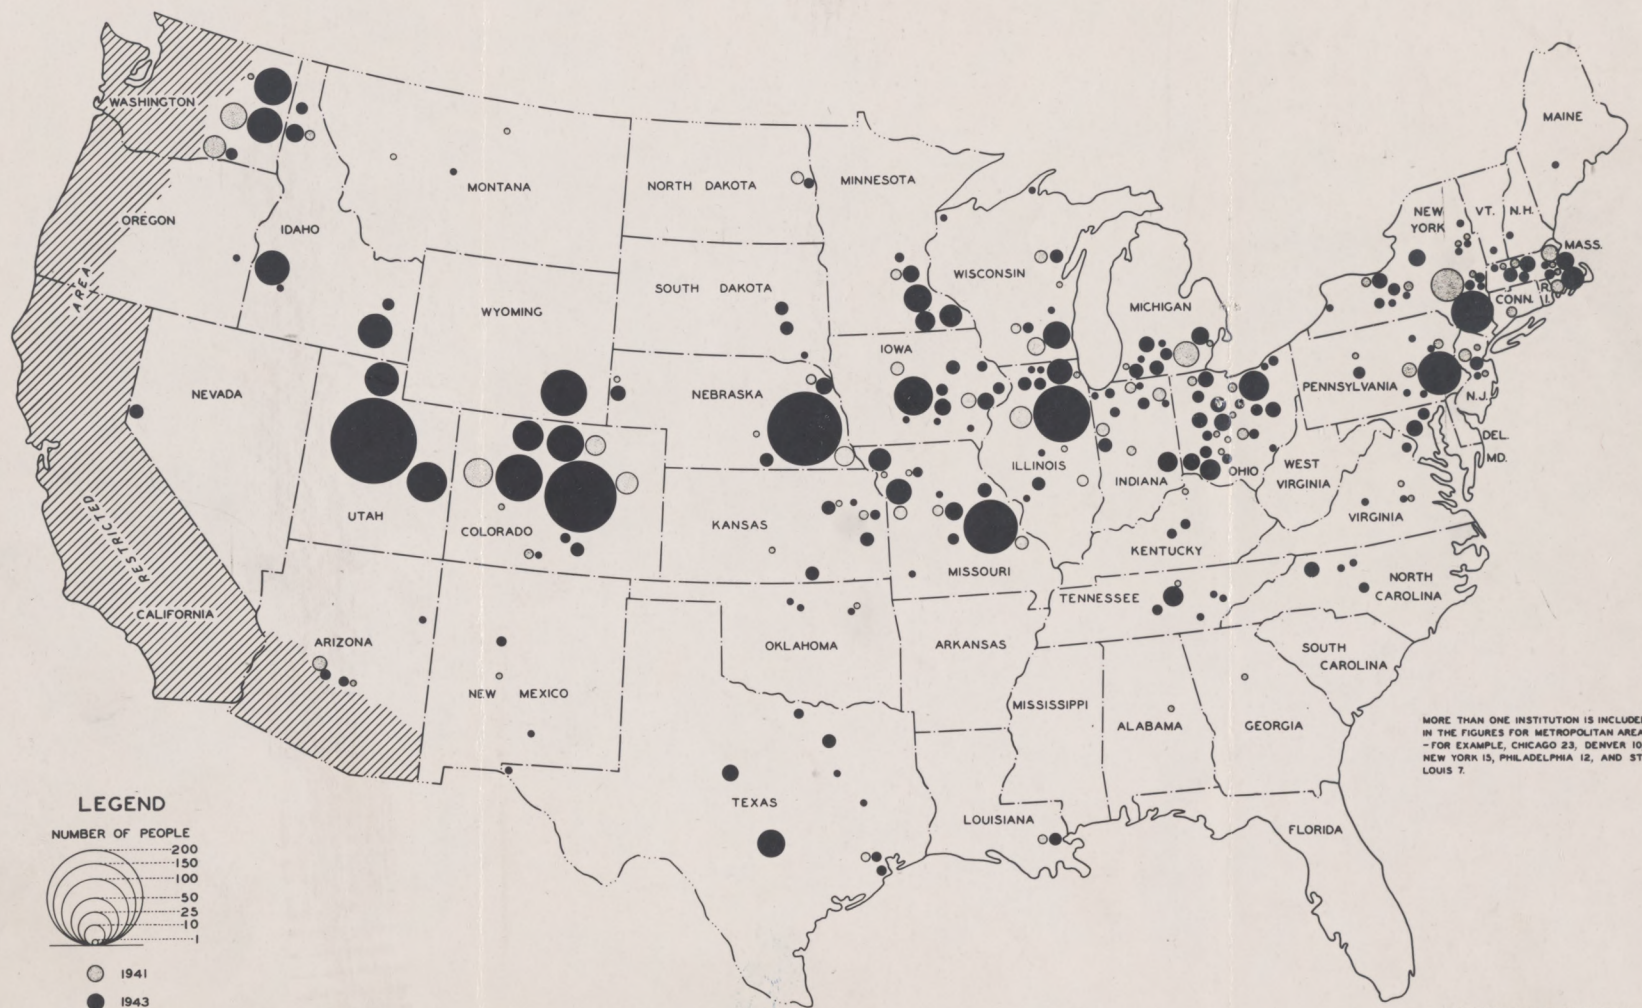 WASHINGTON
OREGON
IDAHO
MONTANA
NORTH DAKOTA
MINNESOTA
WISCONSIN
MICHIGAN
NEW
YORK
VT.
N.H.
MAINE
MASS.
CONN.
R.
I.
WYOMING
SOUTH DAKOTA
IOWA
NEBRASKA
NEVADA
PENNSYLVANIA
N.J.
DEL.
MD.
UTAH
COLORADO
KANSAS
ILLINOIS
INDIANA
OHIO
WEST
VIRGINIA
VIRGINIA
KENTUCKY
MISSOURI
AREA
RESTRICTED
CALIFORNIA
ARIZONA
NEW MEXICO
OKLAHOMA
ARKANSAS
TENNESSEE
NORTH
CAROLINA
SOUTH
CAROLINA
MISSISSIPPI
ALABAMA
GEORGIA
TEXAS
LOUISIANA
FLORIDA
MORE THAN ONE INSTITUTION IS INCLUDED
IN THE FIGURES FOR METROPOLITAN AREA
- FOR EXAMPLE, CHICAGO 23, DENVER 10
NEW YORK 15, PHILADELPHIA 12, AND ST.
LOUIS 7.
LEGEND
NUMBER OF PEOPLE
200
150
100
50
25
10
1
1941
1943